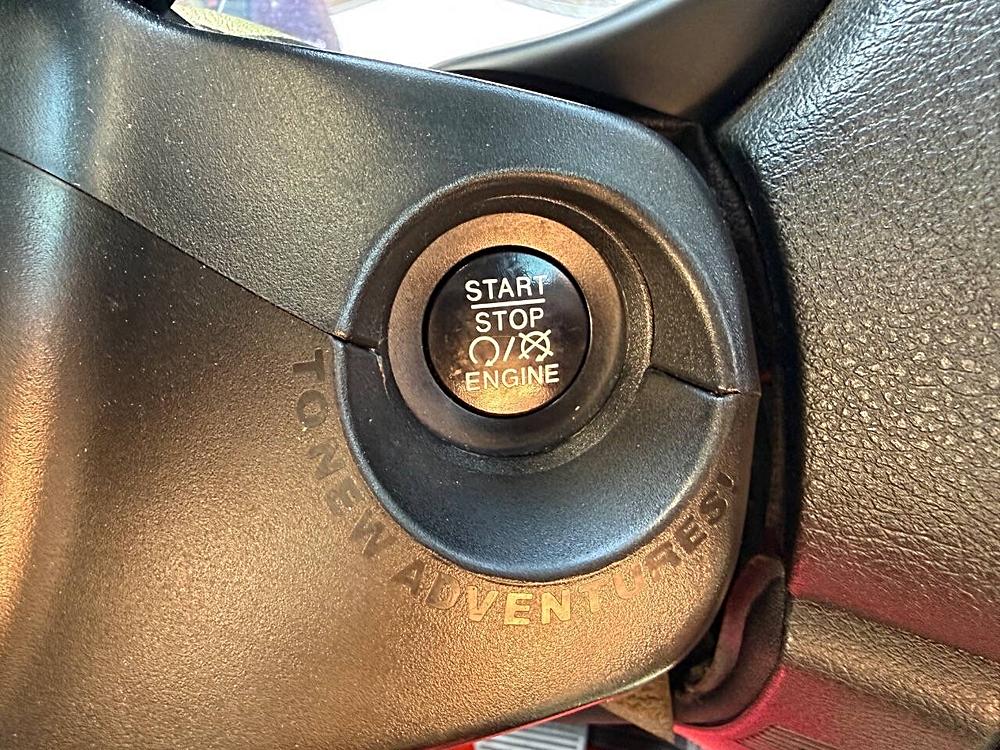 START
STOP
/
ENGINE
TO NEW ADVENTURES!